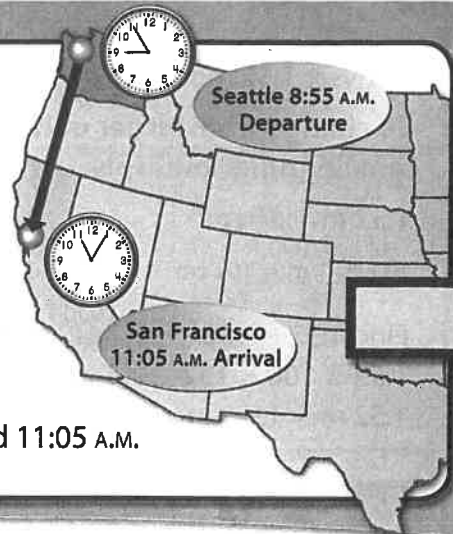 Seattle 8:55 A.M.
Departure
San Francisco
11:05 A.M. Arrival
d 11:05 A.M.